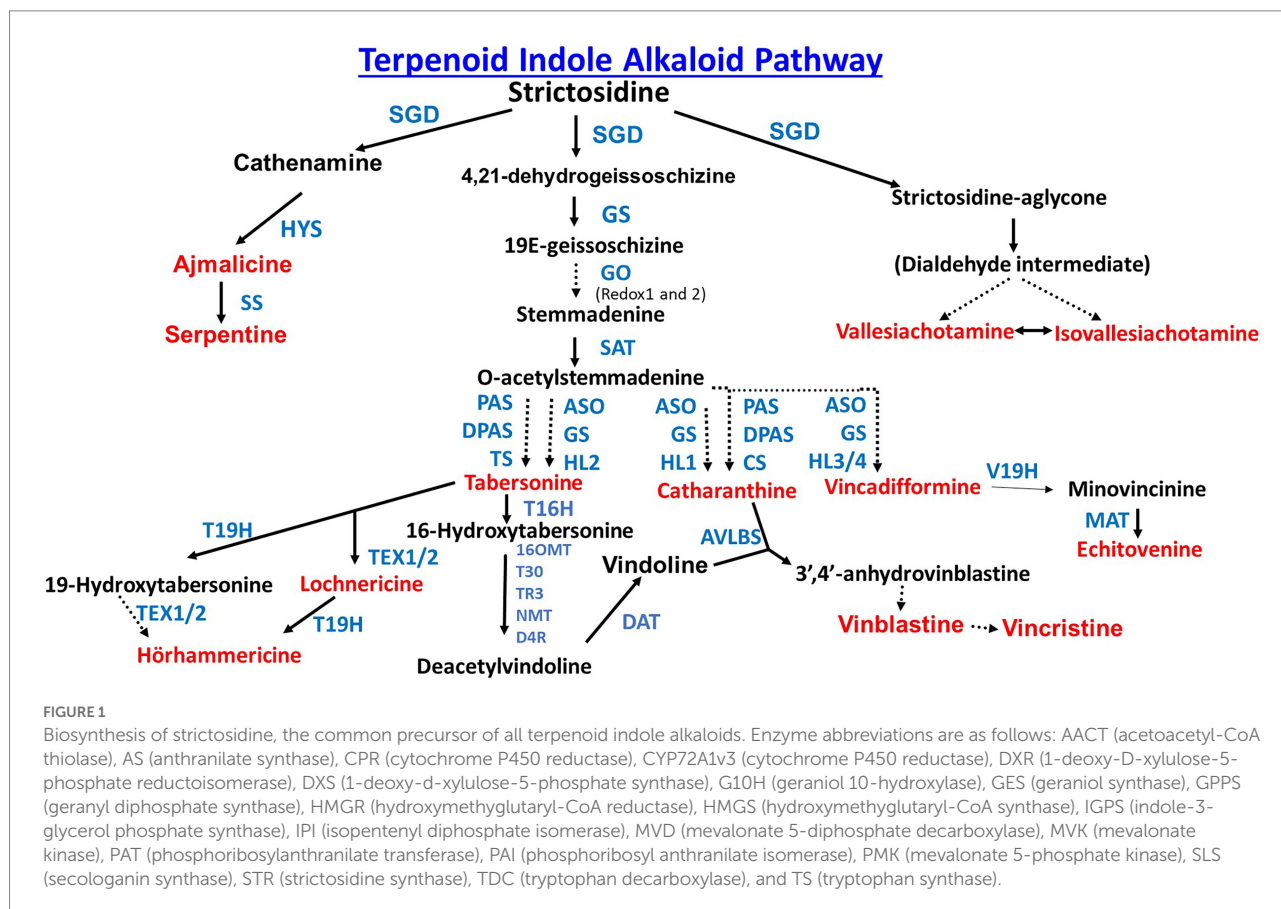 Terpenoid Indole Alkaloid Pathway
Strictosidine
SGD
SGD
SGD
Cathenamine
4,21-dehydrogeissoschizine
Strictosidine-aglycone
HYS
GS
19E-geissoschizine
(Dialdehyde intermediate)
Ajmalicine
GO
(Redox1 and 2)
SS
Stemmadenine
Serpentine
Vallesiachotamine
Isovallesiachotamine
SAT
O-acetylstemmadenine
PAS
DPAS
TS
ASO
GS
HL2
ASO
GS
HL1
PAS
DPAS
CS
ASO
GS
HL3/4
Tabersonine
Catharanthine
Vincadifformine
V19H
Minovincinine
T16H
MAT
T19H
16-Hydroxytabersonine
AVLBS
Echitovenine
TEX1/2
16OMT
T30
TR3
NMT
D4R
Vindoline
3’,4’-anhydrovinblastine
19-Hydroxytabersonine
Lochnericine
TEX1/2
T19H
DAT
Vinblastine
Vincristine
Hörhammericine
Deacetylvindoline
FIGURE 1
Biosynthesis of strictosidine, the common precursor of all terpenoid indole alkaloids. Enzyme abbreviations are as follows: AACT (acetoacetyl-CoA
thiolase), AS (anthranilate synthase), CPR (cytochrome P450 reductase), CYP72A1v3 (cytochrome P450 reductase), DXR (1-deoxy-D-xylulose-5-
phosphate reductoisomerase), DXS (1-deoxy-d-xylulose-5-phosphate synthase), G10H (geraniol 10-hydroxylase), GES (geraniol synthase), GPPS
(geranyl diphosphate synthase), HMGR (hydroxymethyglutaryl-CoA reductase), HMGS (hydroxymethyglutaryl-CoA synthase), IGPS (indole-3-
glycerol phosphate synthase), IPI (isopentenyl diphosphate isomerase), MVD (mevalonate 5-diphosphate decarboxylase), MVK (mevalonate
kinase), PAT (phosphoribosylanthranilate transferase), PAI (phosphoribosyl anthranilate isomerase), PMK (mevalonate 5-phosphate kinase), SLS
(secologanin synthase), STR (strictosidine synthase), TDC (tryptophan decarboxylase), and TS (tryptophan synthase).